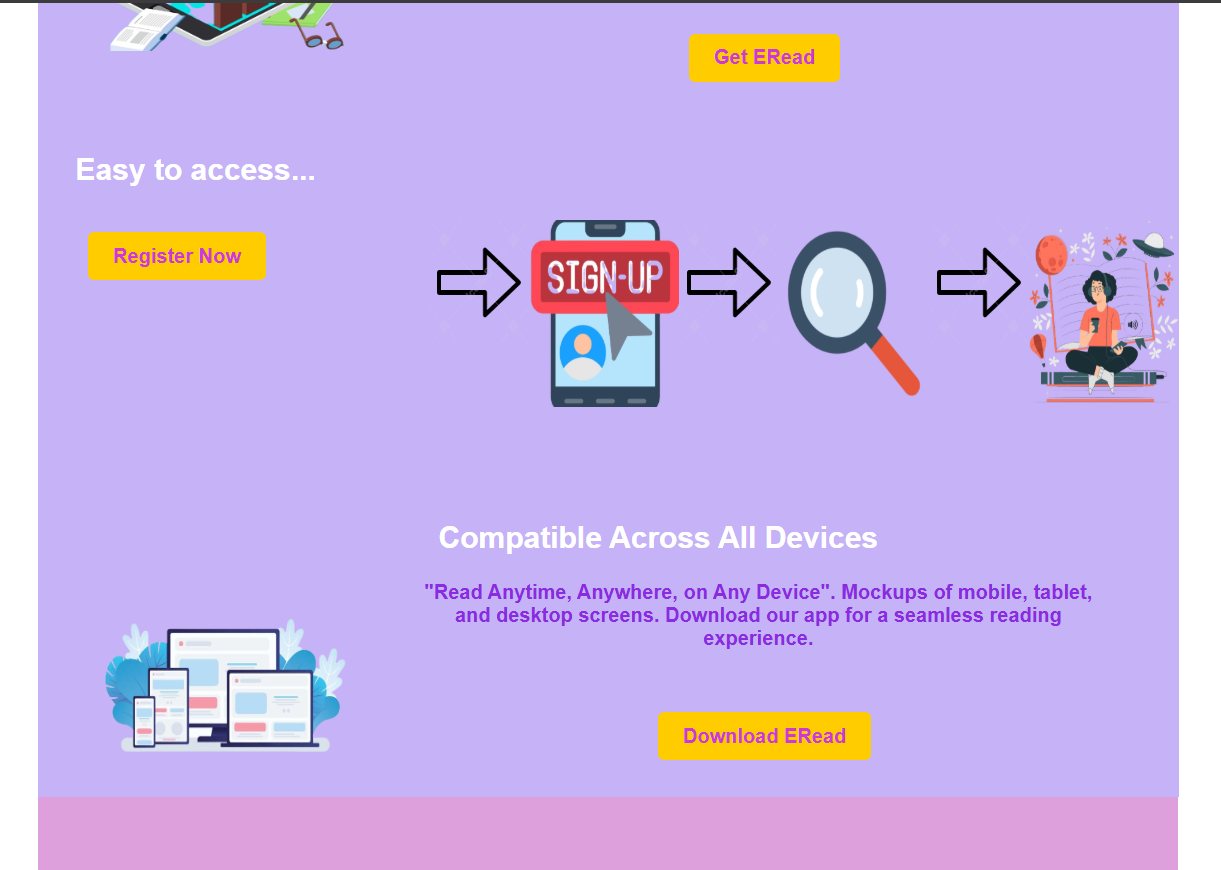 Get ERead
Easy to access...
Register Now
SIGN-UP
Compatible Across All Devices
"Read Anytime, Anywhere, on Any Device". Mockups of mobile, tablet,
and desktop screens. Download our app for a seamless reading
experience.
Download ERead